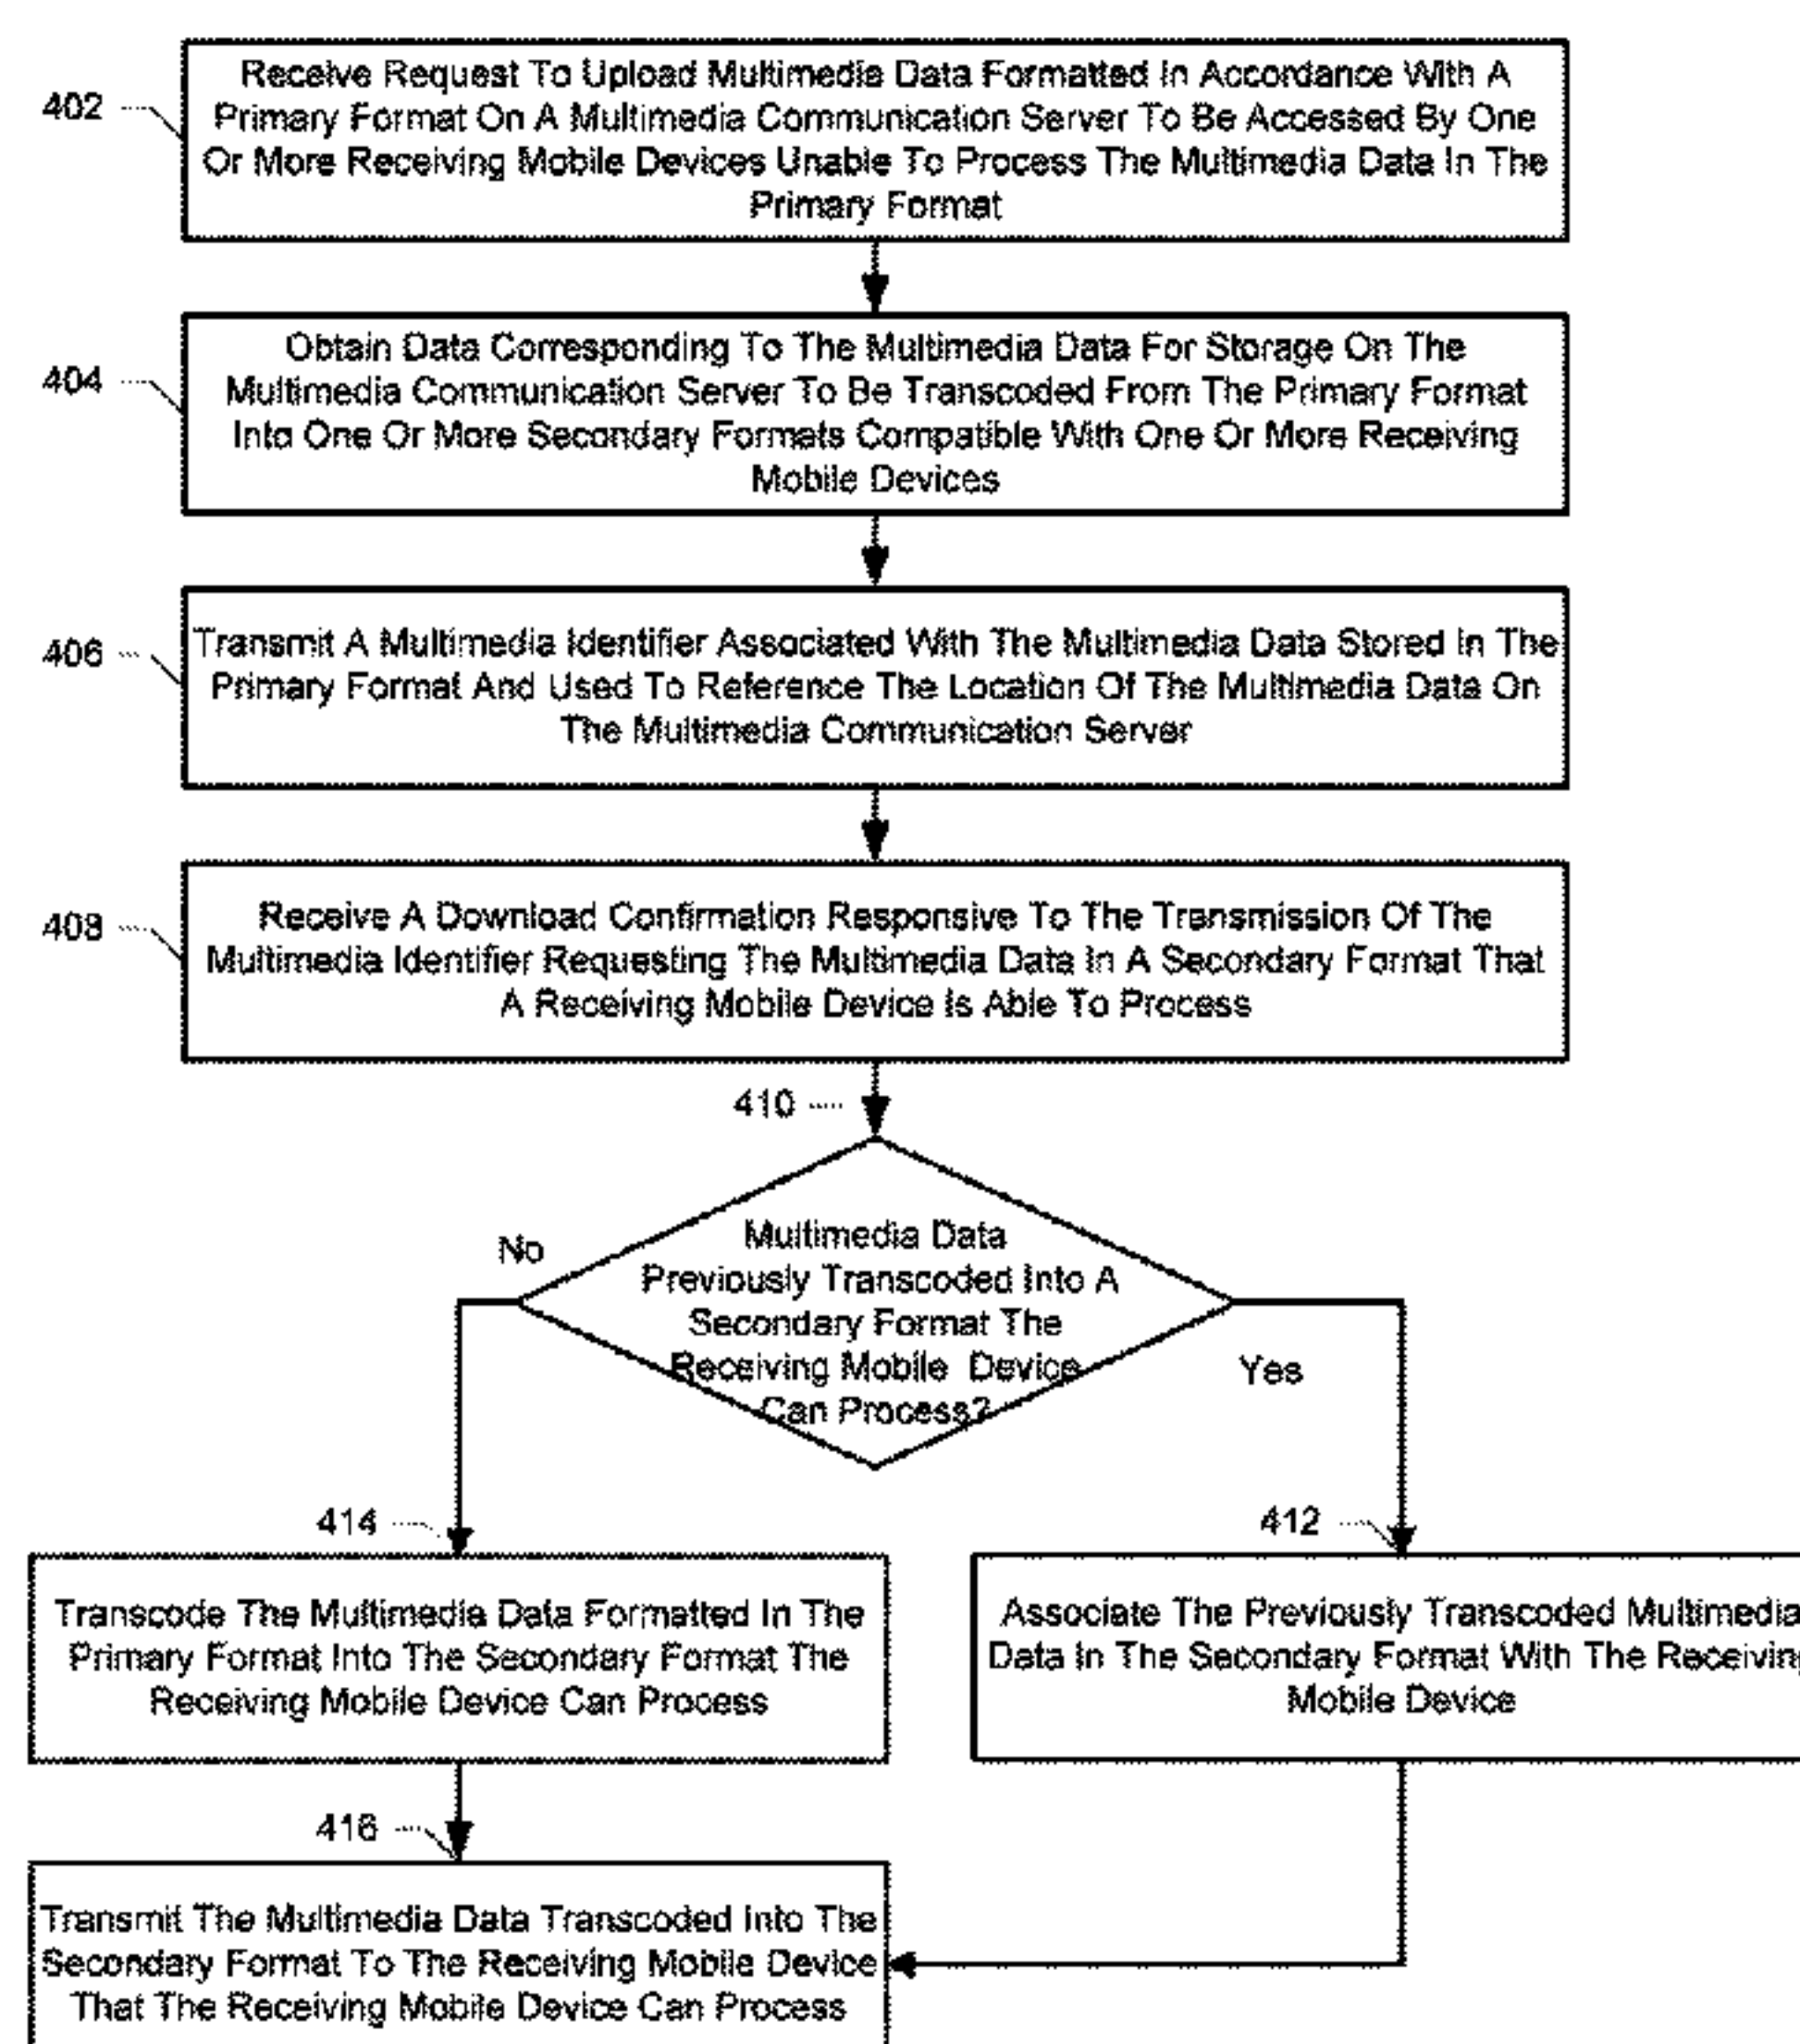 402
Receive Request To Upload Multimedia Data Formatted In Accordance With A
Primary Format On A Multimedia Communication Server To Be Accessed By One
Or More Receiving Mobile Devices Unable To Process The Multimedia Data In The
Primary Format
404
Obtain Data Corresponding To The Multimedia Data For Storage On The
Multimedia Communication Server To Be Transcoded From The Primary Format
Into One Or More Secondary Formats Compatible With One Or More Receiving
Mobile Devices
406
Transmit A Multimedia Identifier Associated With The Multimedia Data Stored In The
Primary Format And Used To Reference The Location Of The Multimedia Data On
The Multimedia Communication Server
408
Receive A Download Confirmation Responsive To The Transmission Of The
Multimedia Identifier Requesting The Multimedia Data In A Secondary Format That
A Receiving Mobile Device Is Able To Process
410
No
Multimedia Data
Previously Transcoded Into A
Secondary Format The
Receiving Mobile Device
Can Process?
Yes
414
412
Transcode The Multimedia Data Formatted In The
Primary Format Into The Secondary Format The
Receiving Mobile Device Can Process
Associate The Previously Transcoded Multimedia
Data In The Secondary Format With The Receiving
Mobile Device
416
Transmit The Multimedia Data Transcoded Into The
Secondary Format To The Receiving Mobile Device
That The Receiving Mobile Device Can Process